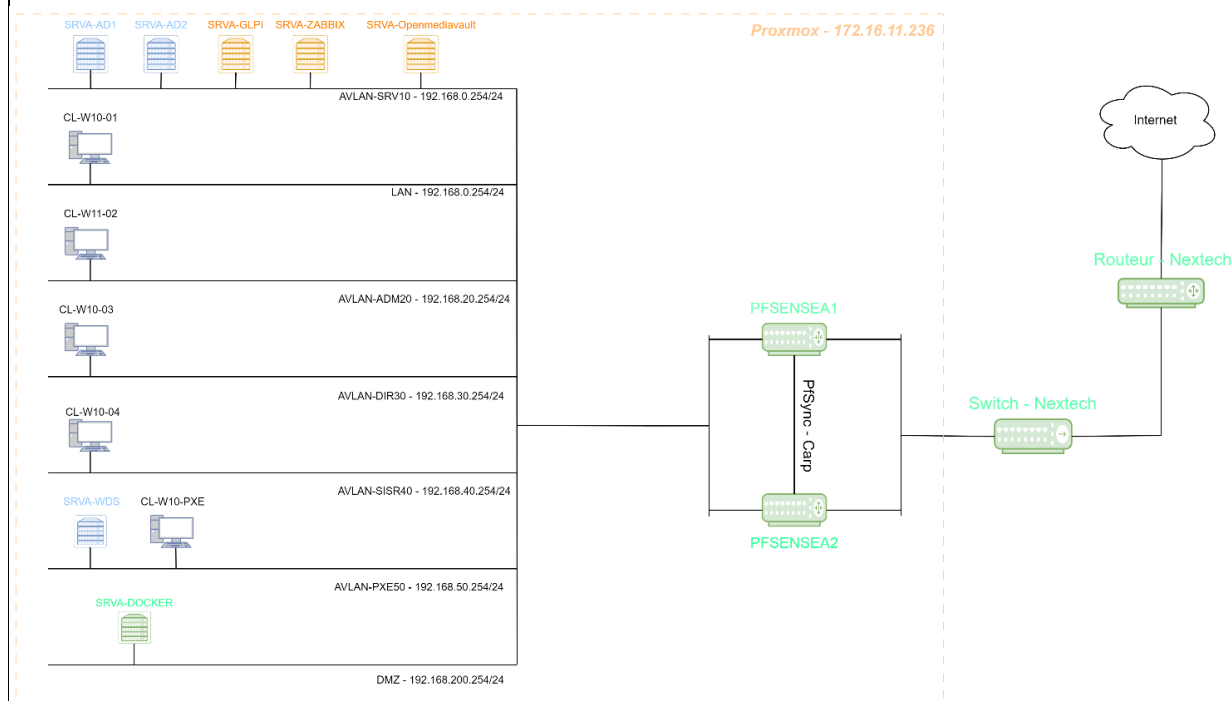 SRVA-AD1
SRVA-AD2
SRVA-GLPI
SRVA-ZABBIX
SRVA-Openmediavault
Proxmox - 172.16.11.236
AVLAN-SRV10 - 192.168.0.254/24
CL-W10-01
Internet
LAN - 192.168.0.254/24
CL-W11-02
Routeur - Nextech
AVLAN-ADM20 - 192.168.20.254/24
CL-W10-03
PFSENSEA1
PfSync - Carp
AVLAN-DIR30 - 192.168.30.254/24
CL-W10-04
Switch - Nextech
AVLAN-SISR40 - 192.168.40.254/24
SRVA-WDS
CL-W10-PXE
PFSENSEA2
AVLAN-PXE50 - 192.168.50.254/24
SRVA-DOCKER
DMZ - 192.168.200.254/24